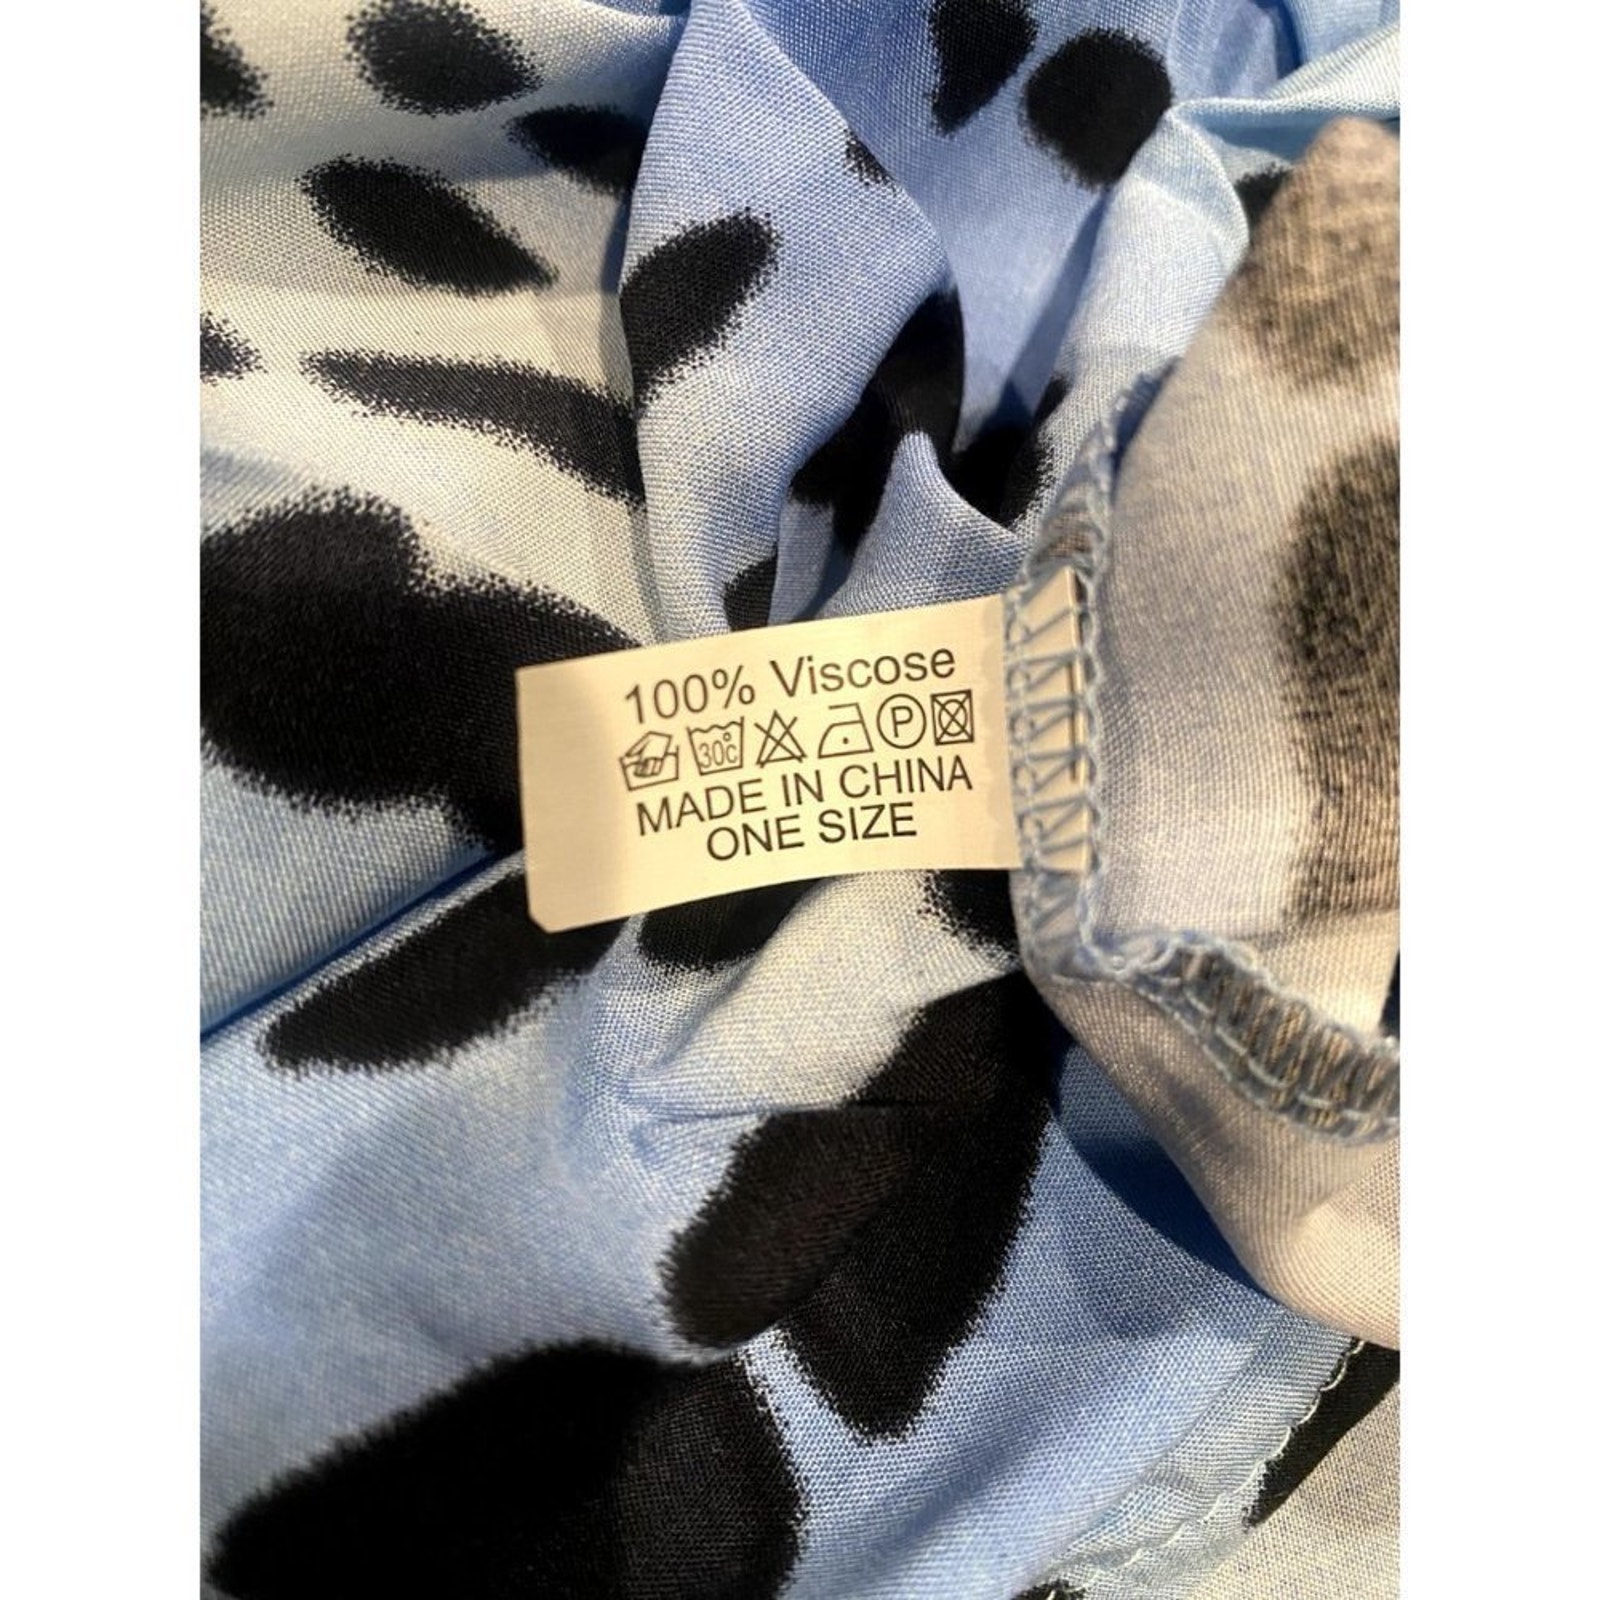 100% Viscose
30°C P
MADE IN CHINA
ONE SIZE